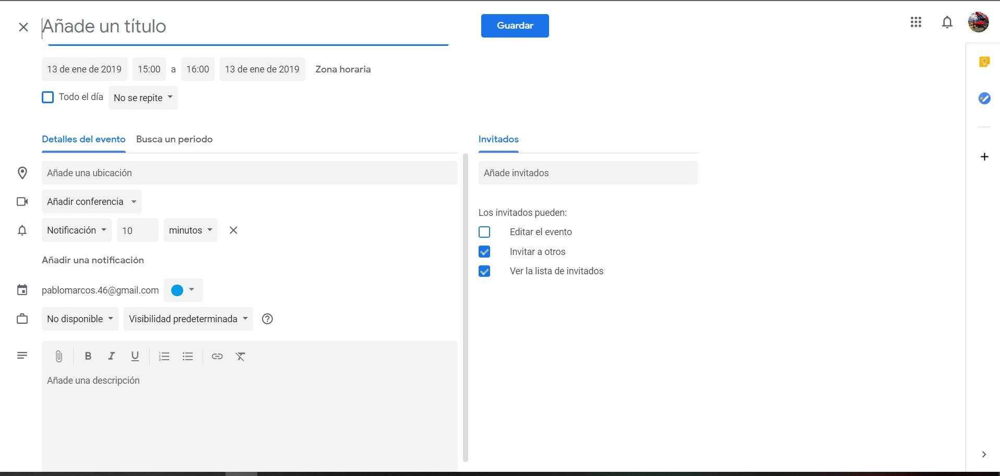 Añade un título
Guardar
13 de ene de 2019 15:00 a 16:00 13 de ene de 2019 Zona horaria
Todo el día No se repite
Detalles del evento Busca un periodo
Añade una ubicación
Añadir conferencia
Notificación 10 minutos
Añadir una notificación
pablomarcos.46@gmail.com
No disponible Visibilidad predeterminada
B I U
Añade una descripción
Invitados
Añade invitados
Los invitados pueden:
Editar el evento
Invitar a otros
Ver la lista de invitados